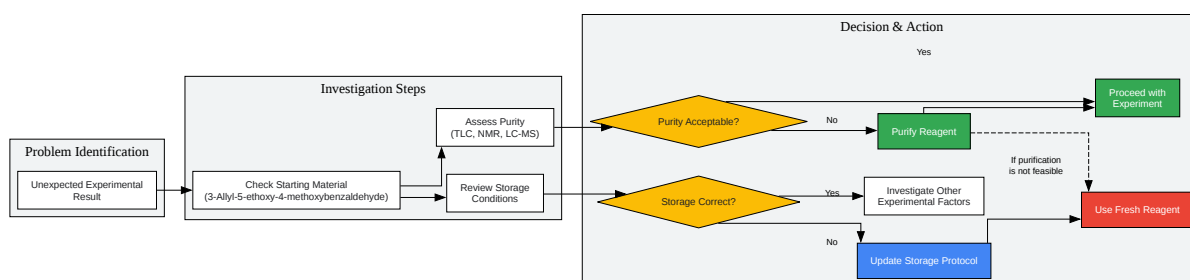 Problem Identification
Unexpected Experimental
Result
Investigation Steps
Check Starting Material
(3-Allyl-5-ethoxy-4-methoxybenzaldehyde)
Assess Purity
(TLC, NMR, LC-MS)
Review Storage
Conditions
Decision & Action
Yes
Purity Acceptable?
No
Purify Reagent
Proceed with
Experiment
If purification
is not feasible
Storage Correct?
Yes
Investigate Other
Experimental Factors
Use Fresh Reagent
No
Update Storage Protocol